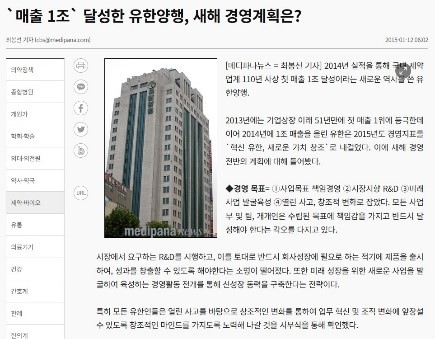 `매출 1조` 달성한 유한양행, 새해 경영계획은?
최봉선 기자 (cbs@medipana.com)
2015-01-12 06:02
의약정책
종합병원
개원가
학회·학술
의대·의전원
약사·약국
제약·바이오
유통
의료기기
건강
간호계
판례
한의계
URL
medipana
[메디파나뉴스 = 최봉선 기자] 2014년 실적을 통해 국내 제약
업계 110년 사상 첫 매출 1조 달성이라는 새로운 역사를 쓴 유
한양행.
2013년에는 기업상장 이래 51년만에 첫 매출 1위에 등극한데
이어 2014년에 1조 매출을 올린 유한은 2015년도 경영지표를
`혁신 유한, 새로운 가치 창조`로 내걸었다. 이에 새해 경영
전반의 계획에 대해 들어봤다.
◆경영 목표= ①사업목표 책임경영 ②시장지향 R&D ③미래
사업 발굴육성 ④열린 사고, 창조적 변화로 잡았다. 모든 사업
부 및 팀, 개개인은 수립된 목표에 책임감을 가지고 반드시 달
성해야 한다는 각오를 다지고 있다.
시장에서 요구하는 R&D를 시행하고, 이를 토대로 반드시 회사성장에 필요로 하는 적기에 제품을 출시
하여, 성과를 창출할 수 있도록 해야한다는 소명이 떨어졌다. 또한 미래 성장을 위한 새로운 사업을 발
굴하여 육성하는 경영활동 전개를 통해 신성장 동력을 구축한다는 전략이다.
특히 모든 유한인들은 열린 사고를 바탕으로 창조적인 변화를 통하여 업무 혁신 및 조직 변화에 앞장설
수 있도록 창조적인 마인드를 가지도록 노력해 나갈 것을 시무식을 통해 확인했다.